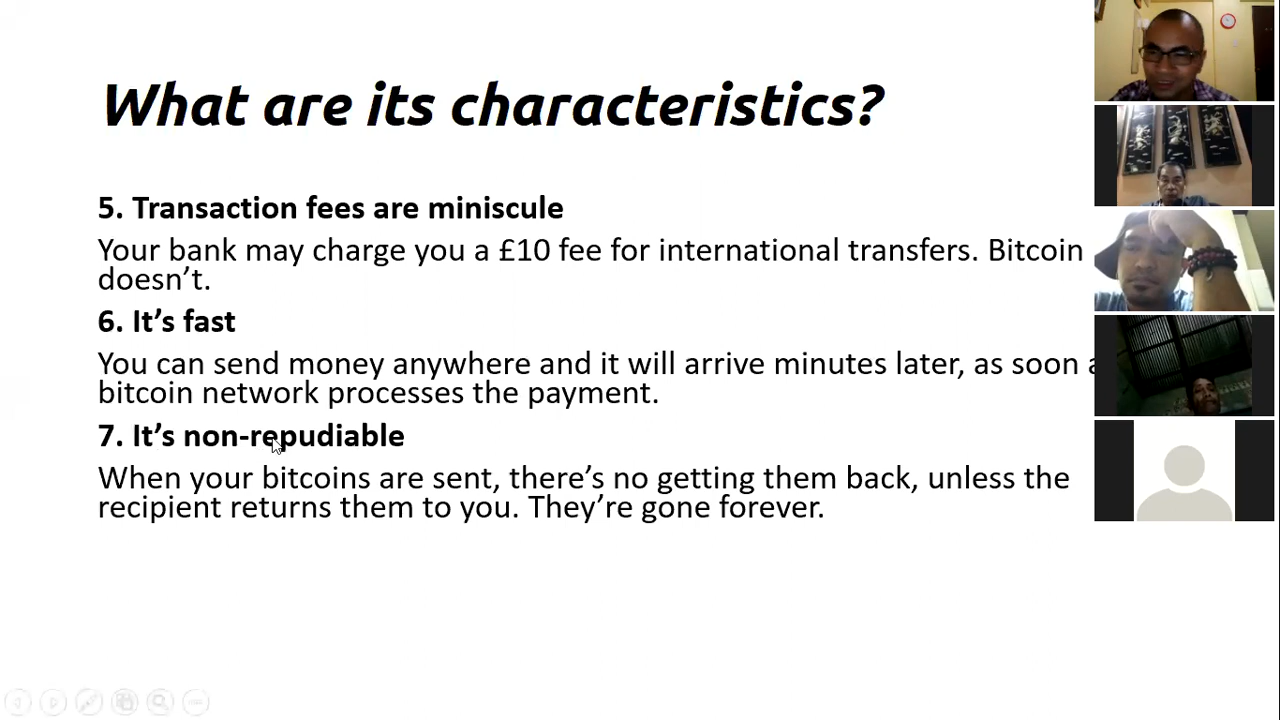 What are its characteristics?
5. Transaction fees are miniscule
Your bank may charge you a £10 fee for international transfers. Bitcoin
doesn’t.
6. It’s fast
You can send money anywhere and it will arrive minutes later, as soon
bitcoin network processes the payment.
7. It’s non-repudiable
When your bitcoins are sent, there’s no getting them back, unless the
recipient returns them to you. They’re gone forever.